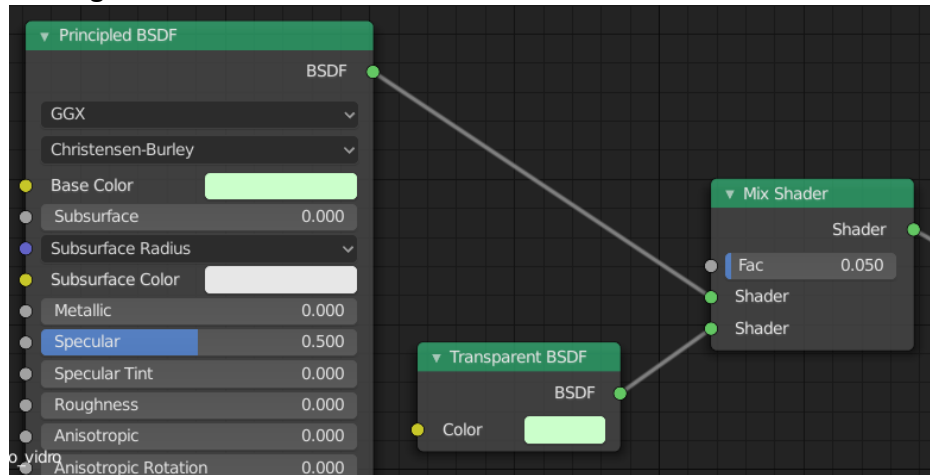 Principled BSDF
BSDF
GGX
Christensen-Burley
Base Color
Subsurface 0.000
Subsurface Radius
Subsurface Color
Metallic 0.000
Specular 0.500
Specular Tint 0.000
Roughness 0.000
Anisotropic 0.000
Anisotropic Rotation 0.000
Transparent BSDF
BSDF
Color
Mix Shader
Shader
Fac 0.050
Shader
Shader